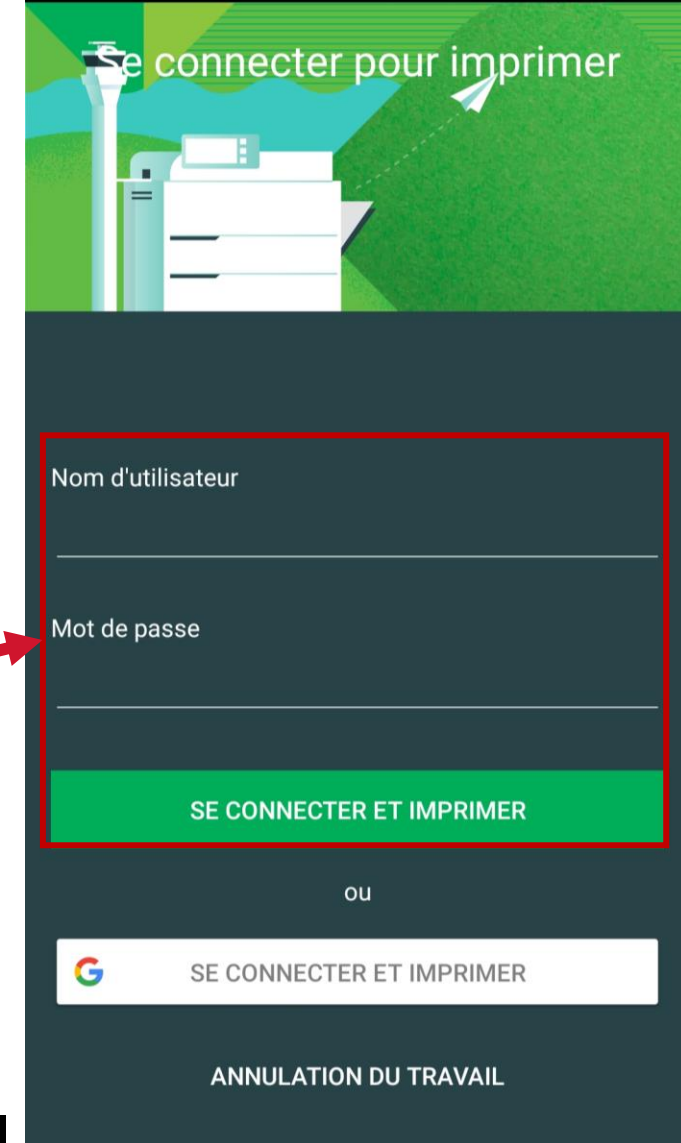 Se connecter pour imprimer
Nom d'utilisateur
Mot de passe
SE CONNECTER ET IMPRIMER
ou
SE CONNECTER ET IMPRIMER
ANNULATION DU TRAVAIL